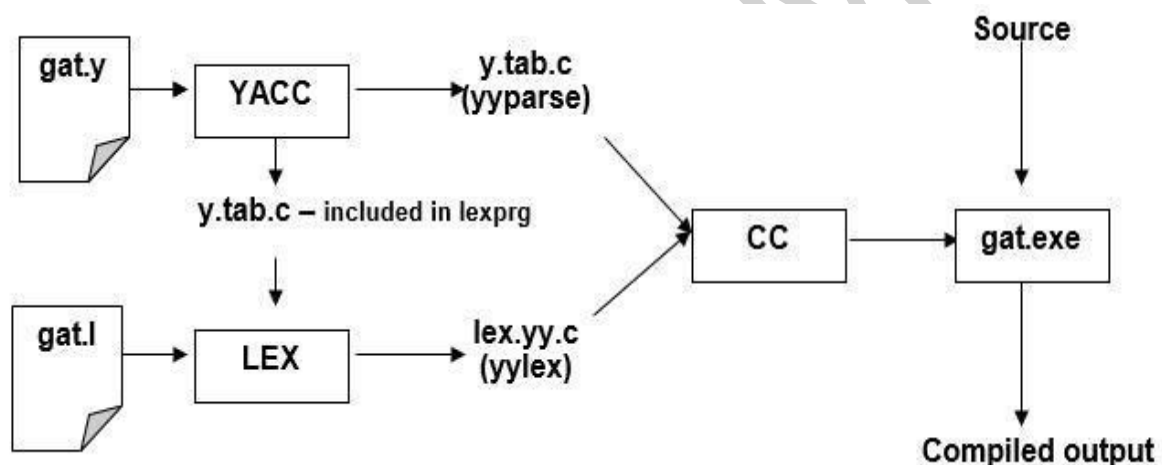 Source
gat.y
YACC
y.tab.c
(yyparse)
y.tab.c – included in lexprg
CC
gat.exe
gat.l
LEX
lex.yy.c
(yylex)
Compiled output